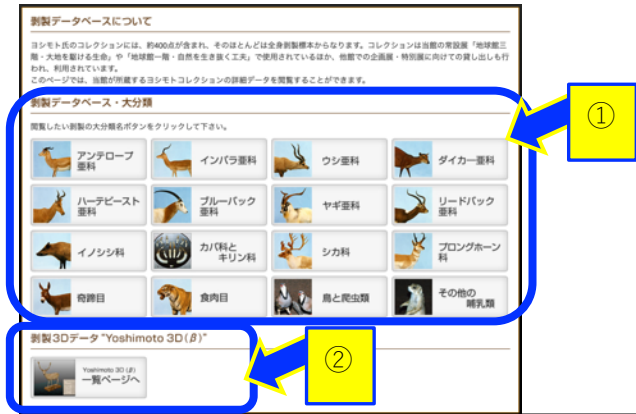 剥製データベースについて
ヨシモト氏のコレクションには、約400点が含まれ、そのほとんどは全身剥製標本からなります。コレクションは当館の常設展「地球館三
階・大地を駆ける生命」や「地球館一階・自然を生き抜く工夫」で使用されているほか、他館での企画展・特別展に向けての貸し出しも行
われ、利用されています。
このページでは、当館が所蔵するヨシモトコレクションの詳細データを閲覧することができます。
剥製データベース・大分類
閲覧したい剥製の大分類名ボタンをクリックして下さい。
①
アンテロープ
亜科
インパラ亜科
ウシ亜科
ダイカー亜科
ハーテビースト
亜科
ブルーバック
亜科
ヤギ亜科
リードバック
亜科
イノシシ科
カバ科と
キリン科
シカ科
プロングホーン
科
奇蹄目
食肉目
鳥と爬虫類
その他の
哺乳類
剥製3Dデータ "Yoshimoto 3D(β)"
②
Yoshimoto 3D (β)
一覧ページへ